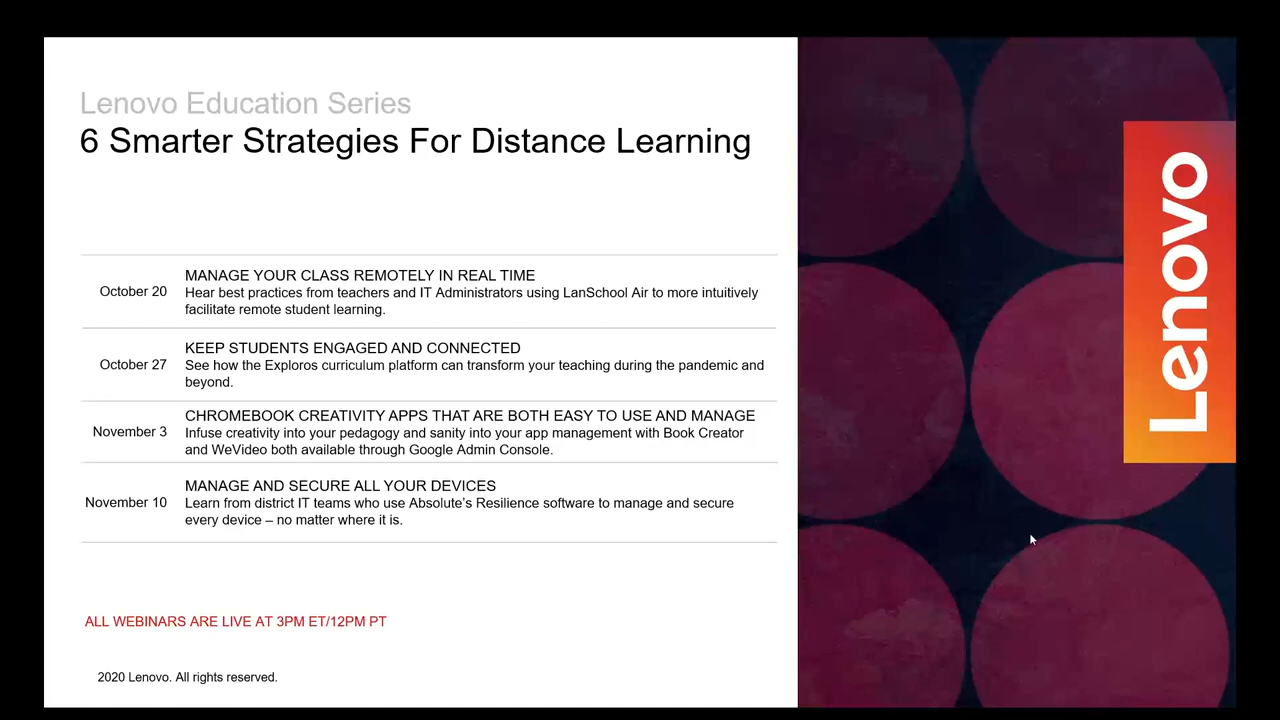 Lenovo Education Series
6 Smarter Strategies For Distance Learning
October 20
MANAGE YOUR CLASS REMOTELY IN REAL TIME
Hear best practices from teachers and IT Administrators using LanSchool Air to more intuitively
facilitate remote student learning.
October 27
KEEP STUDENTS ENGAGED AND CONNECTED
See how the Exploros curriculum platform can transform your teaching during the pandemic and
beyond.
November 3
CHROMEBOOK CREATIVITY APPS THAT ARE BOTH EASY TO USE AND MANAGE
Infuse creativity into your pedagogy and sanity into your app management with Book Creator
and WeVideo both available through Google Admin Console.
November 10
MANAGE AND SECURE ALL YOUR DEVICES
Learn from district IT teams who use Absolute’s Resilience software to manage and secure
every device – no matter where it is.
ALL WEBINARS ARE LIVE AT 3PM ET/12PM PT
2020 Lenovo. All rights reserved.
Lenovo